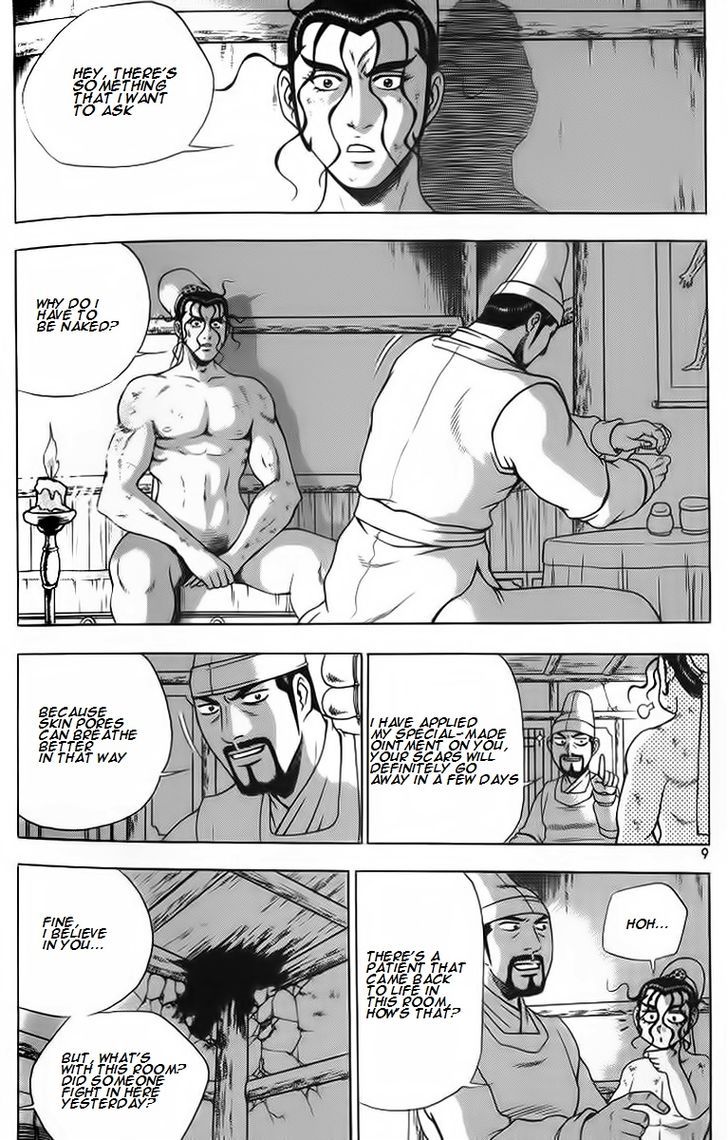 HEY, THERE'S
SOMETHING
THAT I WANT
TO ASK
WHY DO I
HAVE TO
BE NAKED?
BECAUSE
SKIN PORES
CAN BREATHE
BETTER
IN THAT WAY
I HAVE APPLIED
MY SPECIAL-MADE
OINTMENT ON YOU,
YOUR SCARS WILL
DEFINITELY GO
AWAY IN A FEW DAYS
9
FINE,
I BELIEVE
IN YOU...
BUT, WHAT'S
WITH THIS ROOM?
DID SOMEONE
FIGHT IN HERE
YESTERDAY?
THERE'S A
PATIENT THAT
CAME BACK
TO LIFE IN
THIS ROOM,
HOW'S THAT?
HOH...